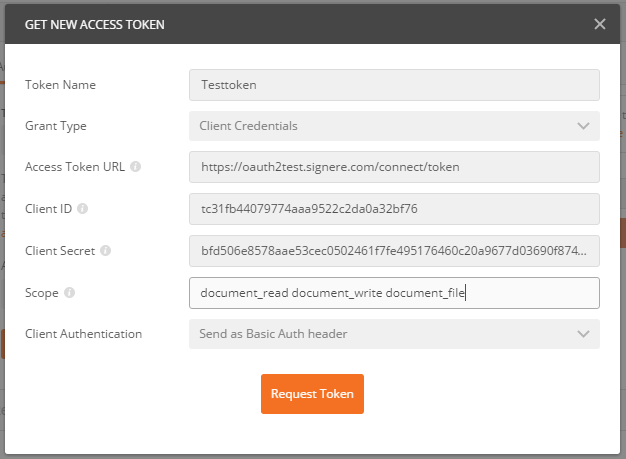 GET NEW ACCESS TOKEN
Token Name
Testtoken
Grant Type
Client Credentials
Access Token URL
https://oauth2test.signere.com/connect/token
Client ID
tc31fb44079774aaa9522c2da0a32bf76
Client Secret
bfd506e8578aae53cec0502461f7fe495176460c20a9677d03690f874...
Scope
document_read document_write document_file
Client Authentication
Send as Basic Auth header
Request Token